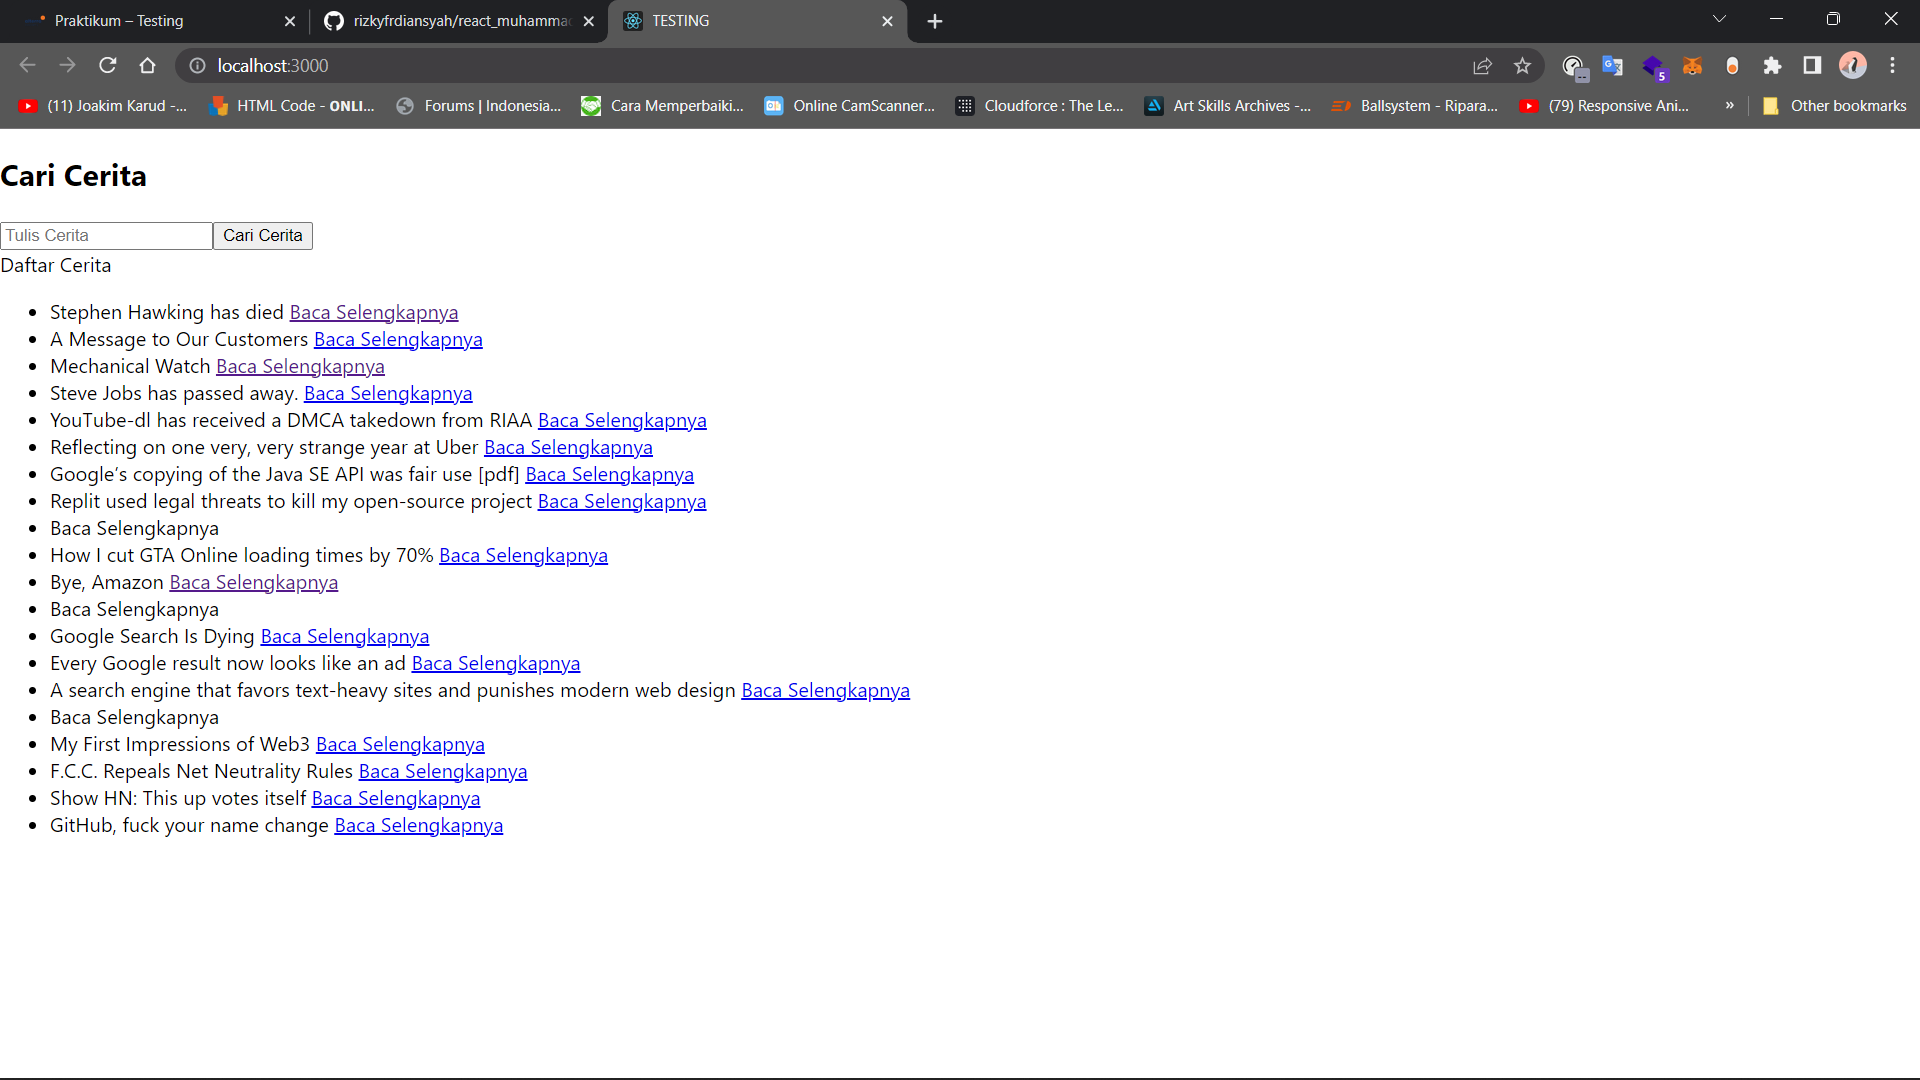 Praktikum – Testing
rizkyfrdiansyah/react_muhammad
TESTING
localhost:3000
5
(11) Joakim Karud -...
HTML Code - ONLI...
Forums | Indonesia...
Cara Memperbaiki...
Online CamScanner...
Cloudforce : The Le...
Art Skills Archives -...
Ballsystem - Ripara...
(79) Responsive Ani...
»
Other bookmarks
Cari Cerita
Tulis Cerita
Cari Cerita
Daftar Cerita
Stephen Hawking has died Baca Selengkapnya
A Message to Our Customers Baca Selengkapnya
Mechanical Watch Baca Selengkapnya
Steve Jobs has passed away. Baca Selengkapnya
YouTube-dl has received a DMCA takedown from RIAA Baca Selengkapnya
Reflecting on one very, very strange year at Uber Baca Selengkapnya
Google’s copying of the Java SE API was fair use [pdf] Baca Selengkapnya
Replit used legal threats to kill my open-source project Baca Selengkapnya
Baca Selengkapnya
How I cut GTA Online loading times by 70% Baca Selengkapnya
Bye, Amazon Baca Selengkapnya
Baca Selengkapnya
Google Search Is Dying Baca Selengkapnya
Every Google result now looks like an ad Baca Selengkapnya
A search engine that favors text-heavy sites and punishes modern web design Baca Selengkapnya
Baca Selengkapnya
My First Impressions of Web3 Baca Selengkapnya
F.C.C. Repeals Net Neutrality Rules Baca Selengkapnya
Show HN: This up votes itself Baca Selengkapnya
GitHub, fuck your name change Baca Selengkapnya